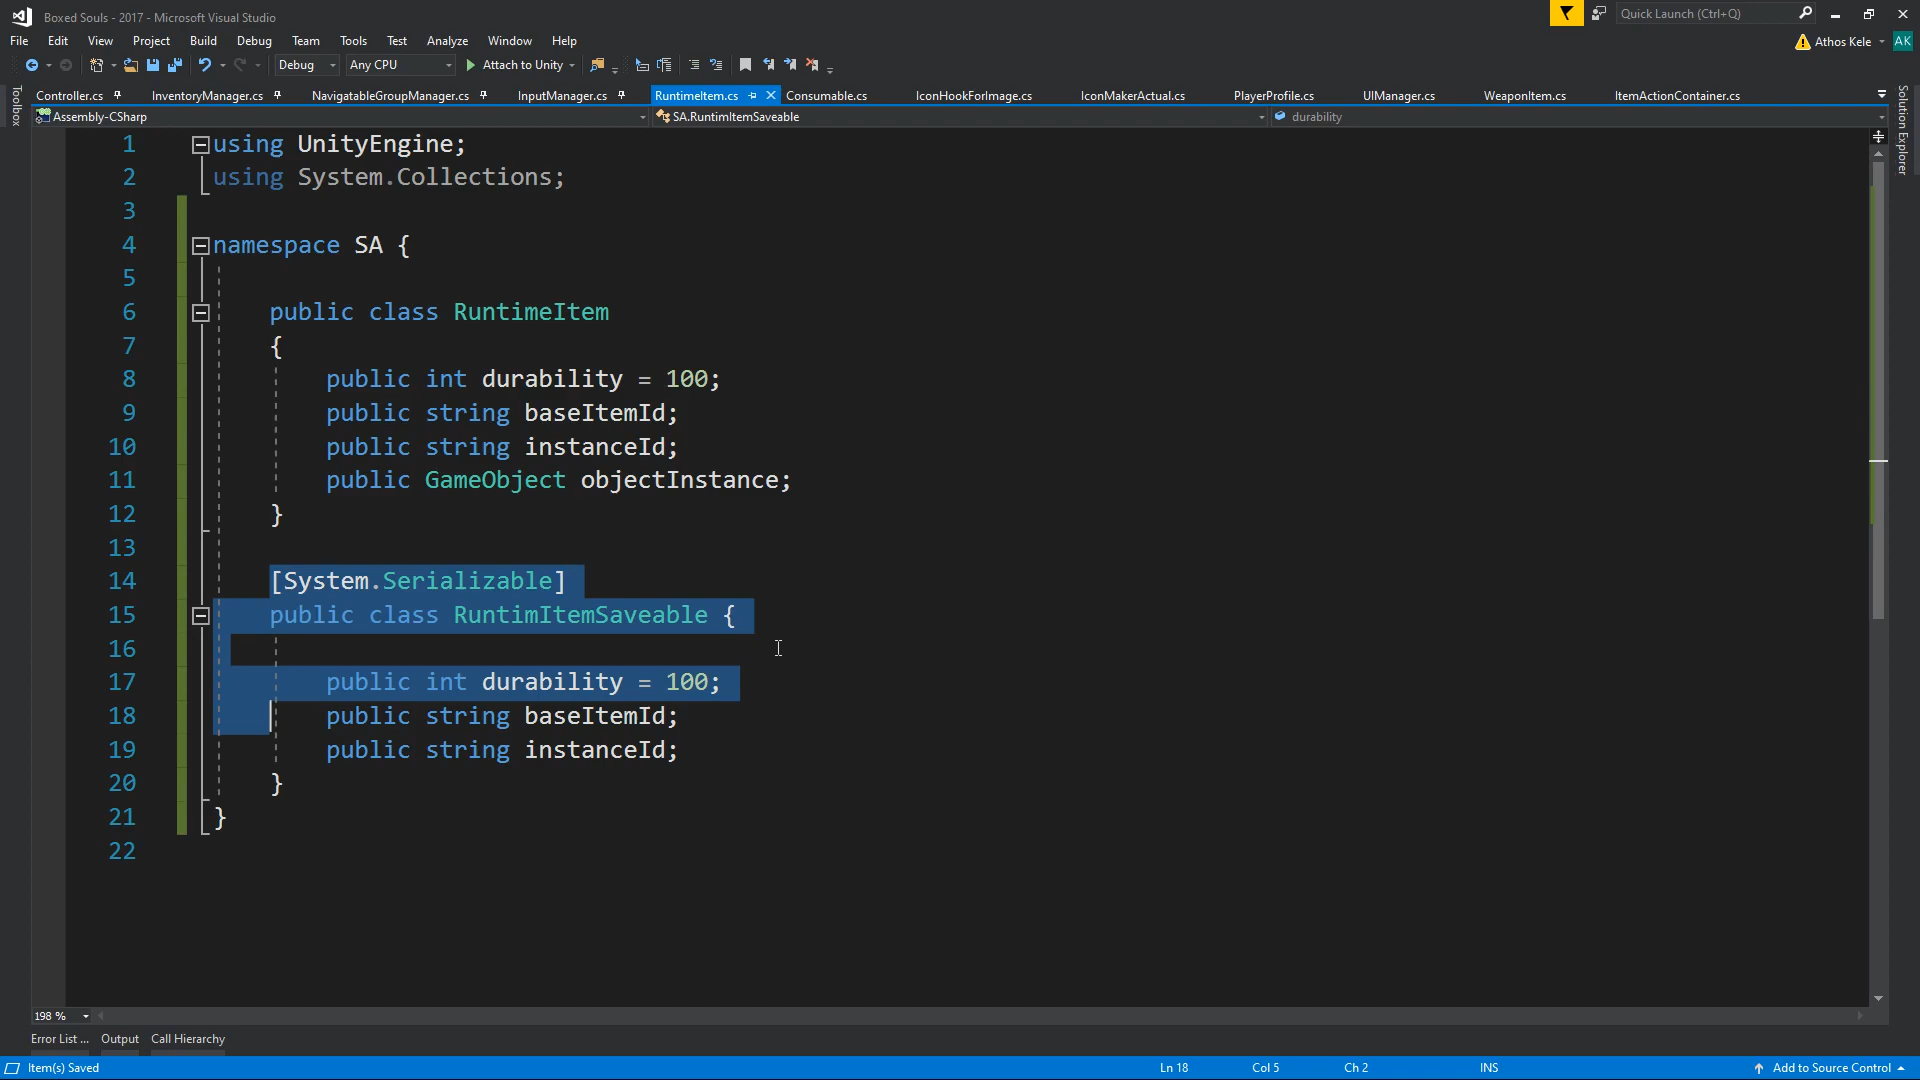 Boxed Souls - 2017 - Microsoft Visual Studio
Quick Launch (Ctrl+Q)
File Edit View Project Build Debug Team Tools Test Analyze Window Help
Athos Kele AK
Debug Any CPU Attach to Unity
Toolbox
Controller.cs InventoryManager.cs NavigatableGroupManager.cs InputManager.cs RuntimeItem.cs Consumable.cs IconHookForImage.cs IconMakerActual.cs PlayerProfile.cs UIManager.cs WeaponItem.cs ItemActionContainer.cs
Solution Explorer
Assembly-CSharp SA.RuntimItemSaveable durability
1 using UnityEngine;
2 using System.Collections;
3
4 namespace SA {
5
6 public class RuntimeItem
7 {
8 public int durability = 100;
9 public string baseItemId;
10 public string instanceId;
11 public GameObject objectInstance;
12 }
13
14 [System.Serializable]
15 public class RuntimItemSaveable {
16
17 public int durability = 100;
18 public string baseItemId;
19 public string instanceId;
20 }
21 }
22
198 %
Error List ... Output Call Hierarchy
Item(s) Saved Ln 18 Col 5 Ch 2 INS Add to Source Control